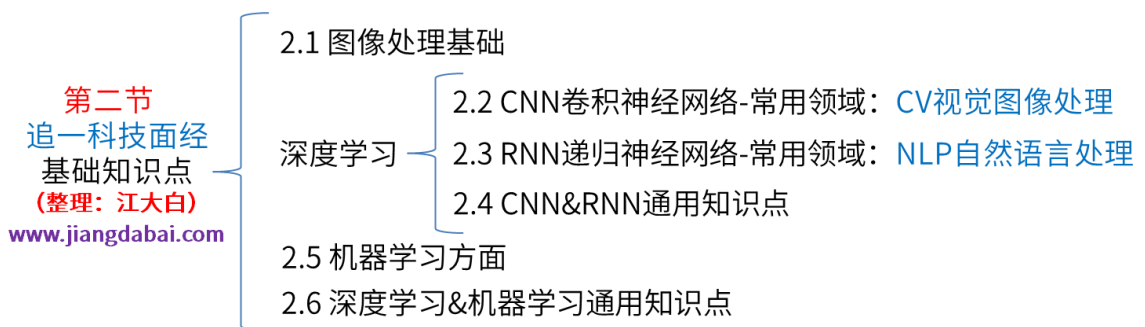 第二节
追一科技面经
基础知识点
（整理：江大白）
www.jiangdabai.com
2.1 图像处理基础
深度学习
2.2 CNN卷积神经网络-常用领域：CV视觉图像处理
2.3 RNN递归神经网络-常用领域：NLP自然语言处理
2.4 CNN&RNN通用知识点
2.5 机器学习方面
2.6 深度学习&机器学习通用知识点